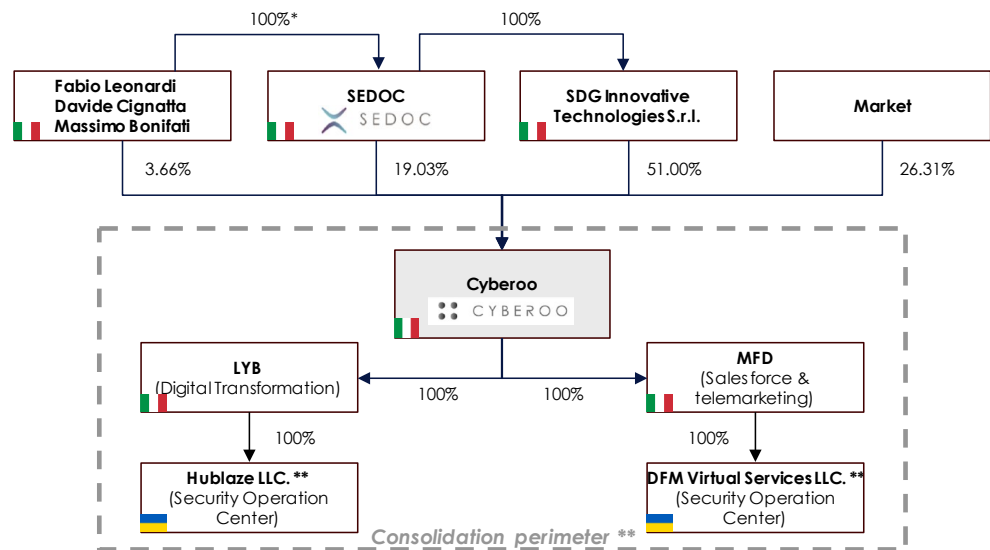 100%*
100%
Fabio Leonardi
Davide Cignatta
Massimo Bonifati
SEDOC
SEDOC
SDG Innovative
Technologies S.r.l.
Market
3.66%
19.03%
51.00%
26.31%
Cyberoo
CYBEROO
LYB
(Digital Transformation)
MFD
(Salesforce &
telemarketing)
100%
100%
100%
100%
Hublaze LLC. **
(Security Operation
Center)
DFM Virtual Services LLC. **
(Security Operation
Center)
Consolidation perimeter **